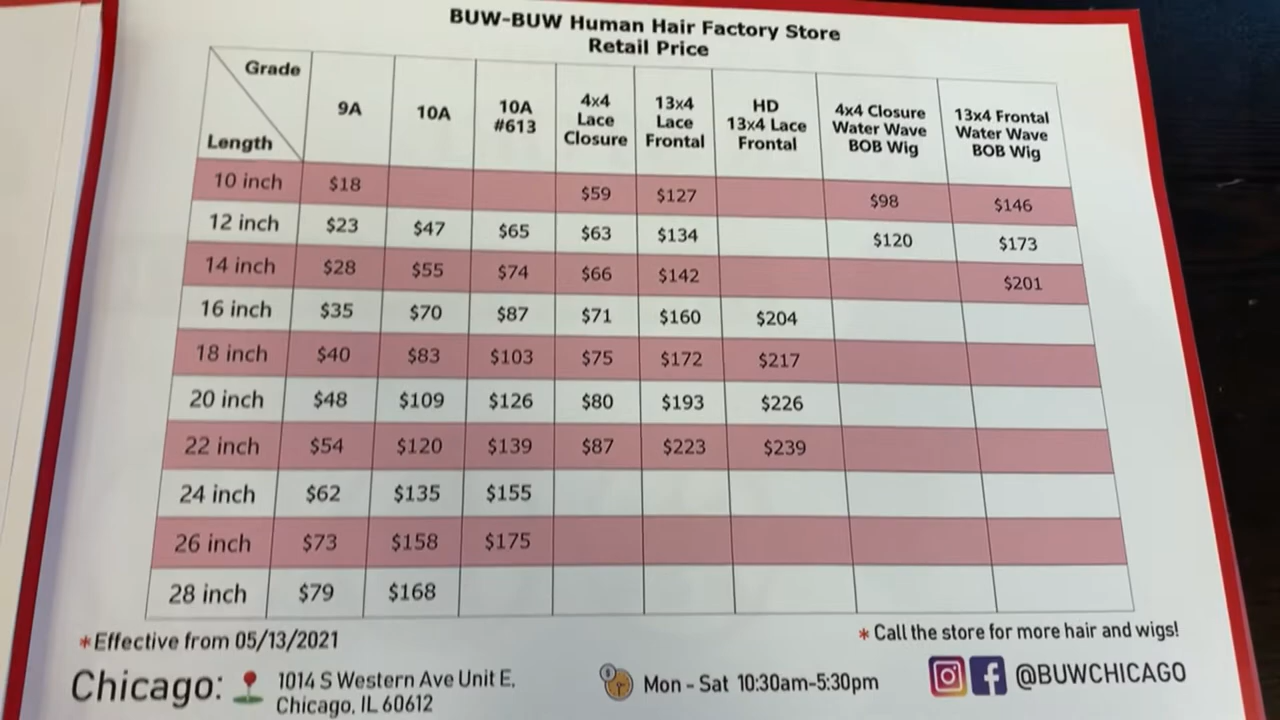 BUW-BUW Human Hair Factory Store
Retail Price
Grade
Length
9A
10A
10A
#613
4x4
Lace
Closure
13x4
Lace
Frontal
HD
13x4 Lace
Frontal
4x4 Closure
Water Wave
BOB Wig
13x4 Frontal
Water Wave
BOB Wig
10 inch $18 $59 $127 $98 $146
12 inch $23 $47 $65 $63 $134 $120 $173
14 inch $28 $55 $74 $66 $142 $201
16 inch $35 $70 $87 $71 $160 $204
18 inch $40 $83 $103 $75 $172 $217
20 inch $48 $109 $126 $80 $193 $226
22 inch $54 $120 $139 $87 $223 $239
24 inch $62 $135 $155
26 inch $73 $158 $175
28 inch $79 $168
*Effective from 05/13/2021
* Call the store for more hair and wigs!
Chicago:
1014 S Western Ave Unit E,
Chicago, IL 60612
Mon - Sat 10:30am-5:30pm
@BUWCHICAGO